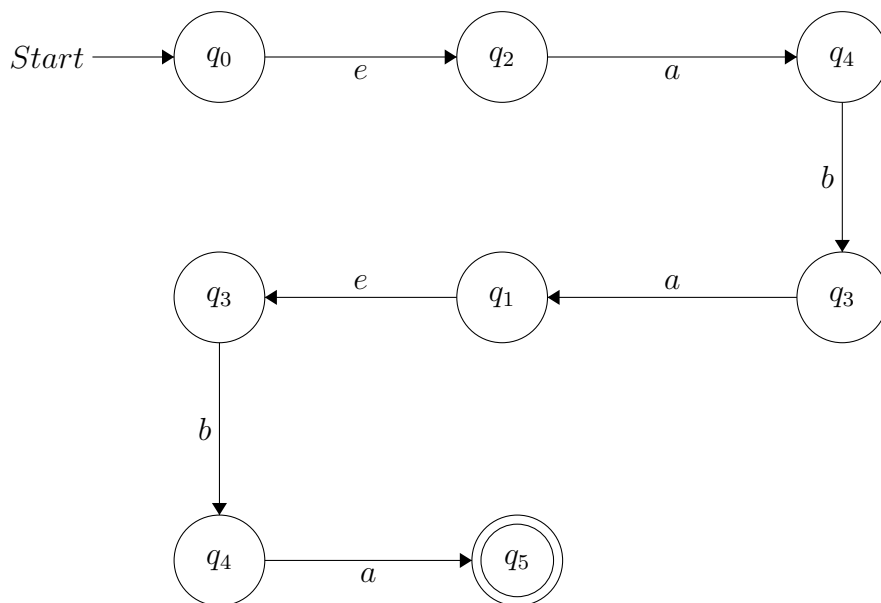 Start q₀ e q₂ a q₄
b
q₃ e q₁ a q₃
b
q₄ a q₅